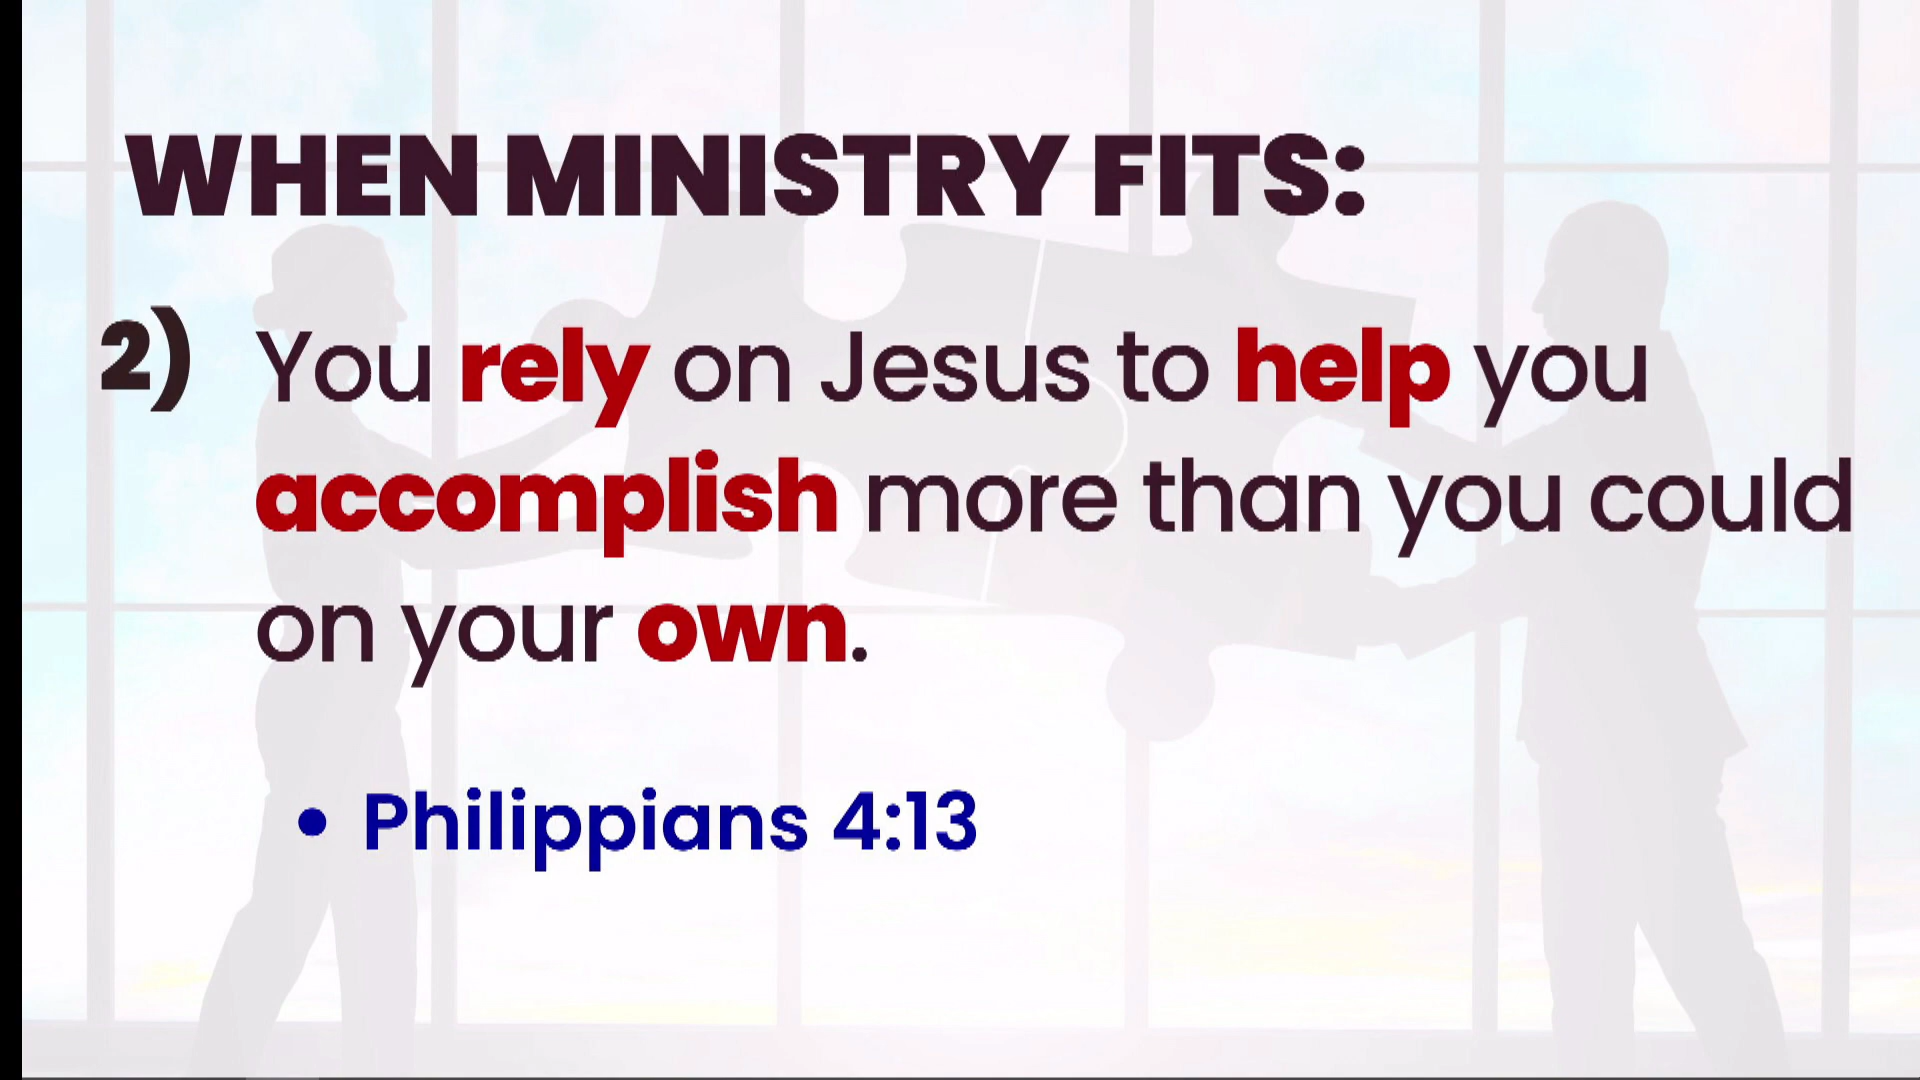 WHEN MINISTRY FITS:
2) You rely on Jesus to help you
accomplish more than you could
on your own.
• Philippians 4:13